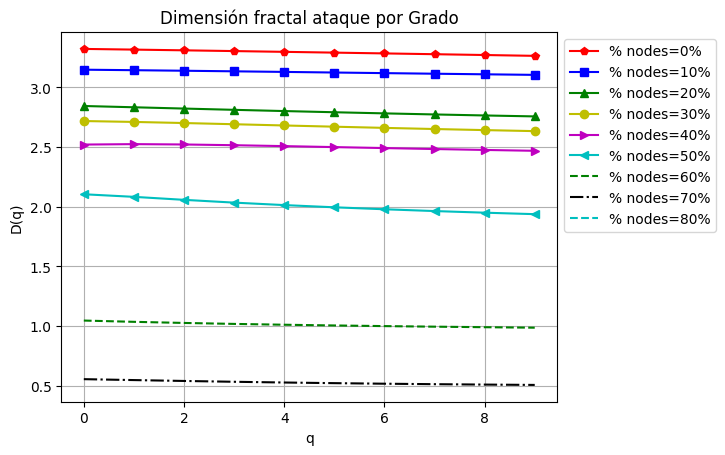 Dimensión fractal ataque por Grado
D(q)
3.0
2.5
2.0
1.5
1.0
0.5
0 2 4 6 8
q
% nodes=0%
% nodes=10%
% nodes=20%
% nodes=30%
% nodes=40%
% nodes=50%
% nodes=60%
% nodes=70%
% nodes=80%